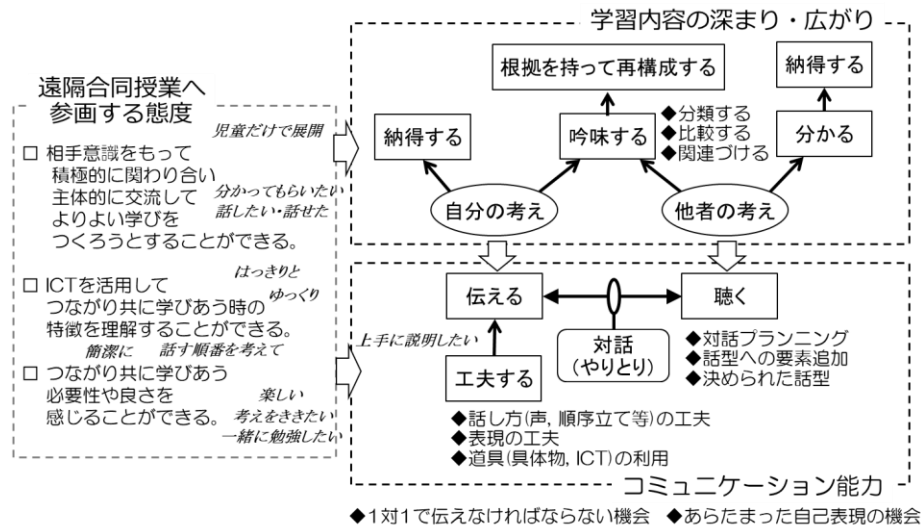 学習内容の深まり・広がり
根拠を持って再構成する
納得する
納得する
吟味する
◆分類する
◆比較する
◆関連づける
分かる
自分の考え
他者の考え
遠隔合同授業へ
参画する態度
児童だけで展開
□ 相手意識をもって
積極的に関わり合い
主体的に交流して
よりよい学びを
つくろうとすることができる。
分かってもらいたい
話したい・話せた
はっきりと
□ ICTを活用して
つながり共に学びあう時の
特徴を理解することができる。
ゆっくり
簡潔に
話す順番を考えて
□ つながり共に学びあう
必要性や良さを
感じることができる。
楽しい
考えをききたい
一緒に勉強したい
伝える
聴く
上手に説明したい
対話
(やりとり)
工夫する
◆対話プランニング
◆話型への要素追加
◆決められた話型
◆話し方(声, 順序立て等)の工夫
◆表現の工夫
◆道具(具体物, ICT)の利用
コミュニケーション能力
◆1対1で伝えなければならない機会 ◆あらたまった自己表現の機会